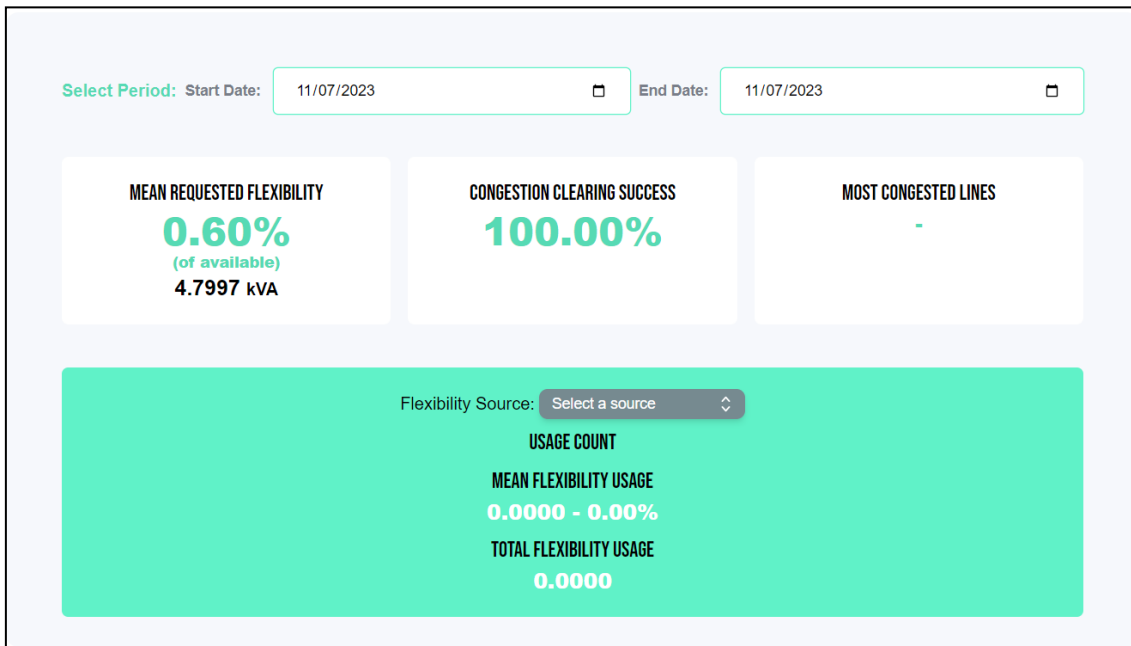 Select Period: Start Date: 11/07/2023 End Date: 11/07/2023
MEAN REQUESTED FLEXIBILITY
0.60%
(of available)
4.7997 kVA
CONGESTION CLEARING SUCCESS
100.00%
MOST CONGESTED LINES
-
Flexibility Source: Select a source
USAGE COUNT
MEAN FLEXIBILITY USAGE
0.0000 - 0.00%
TOTAL FLEXIBILITY USAGE
0.0000